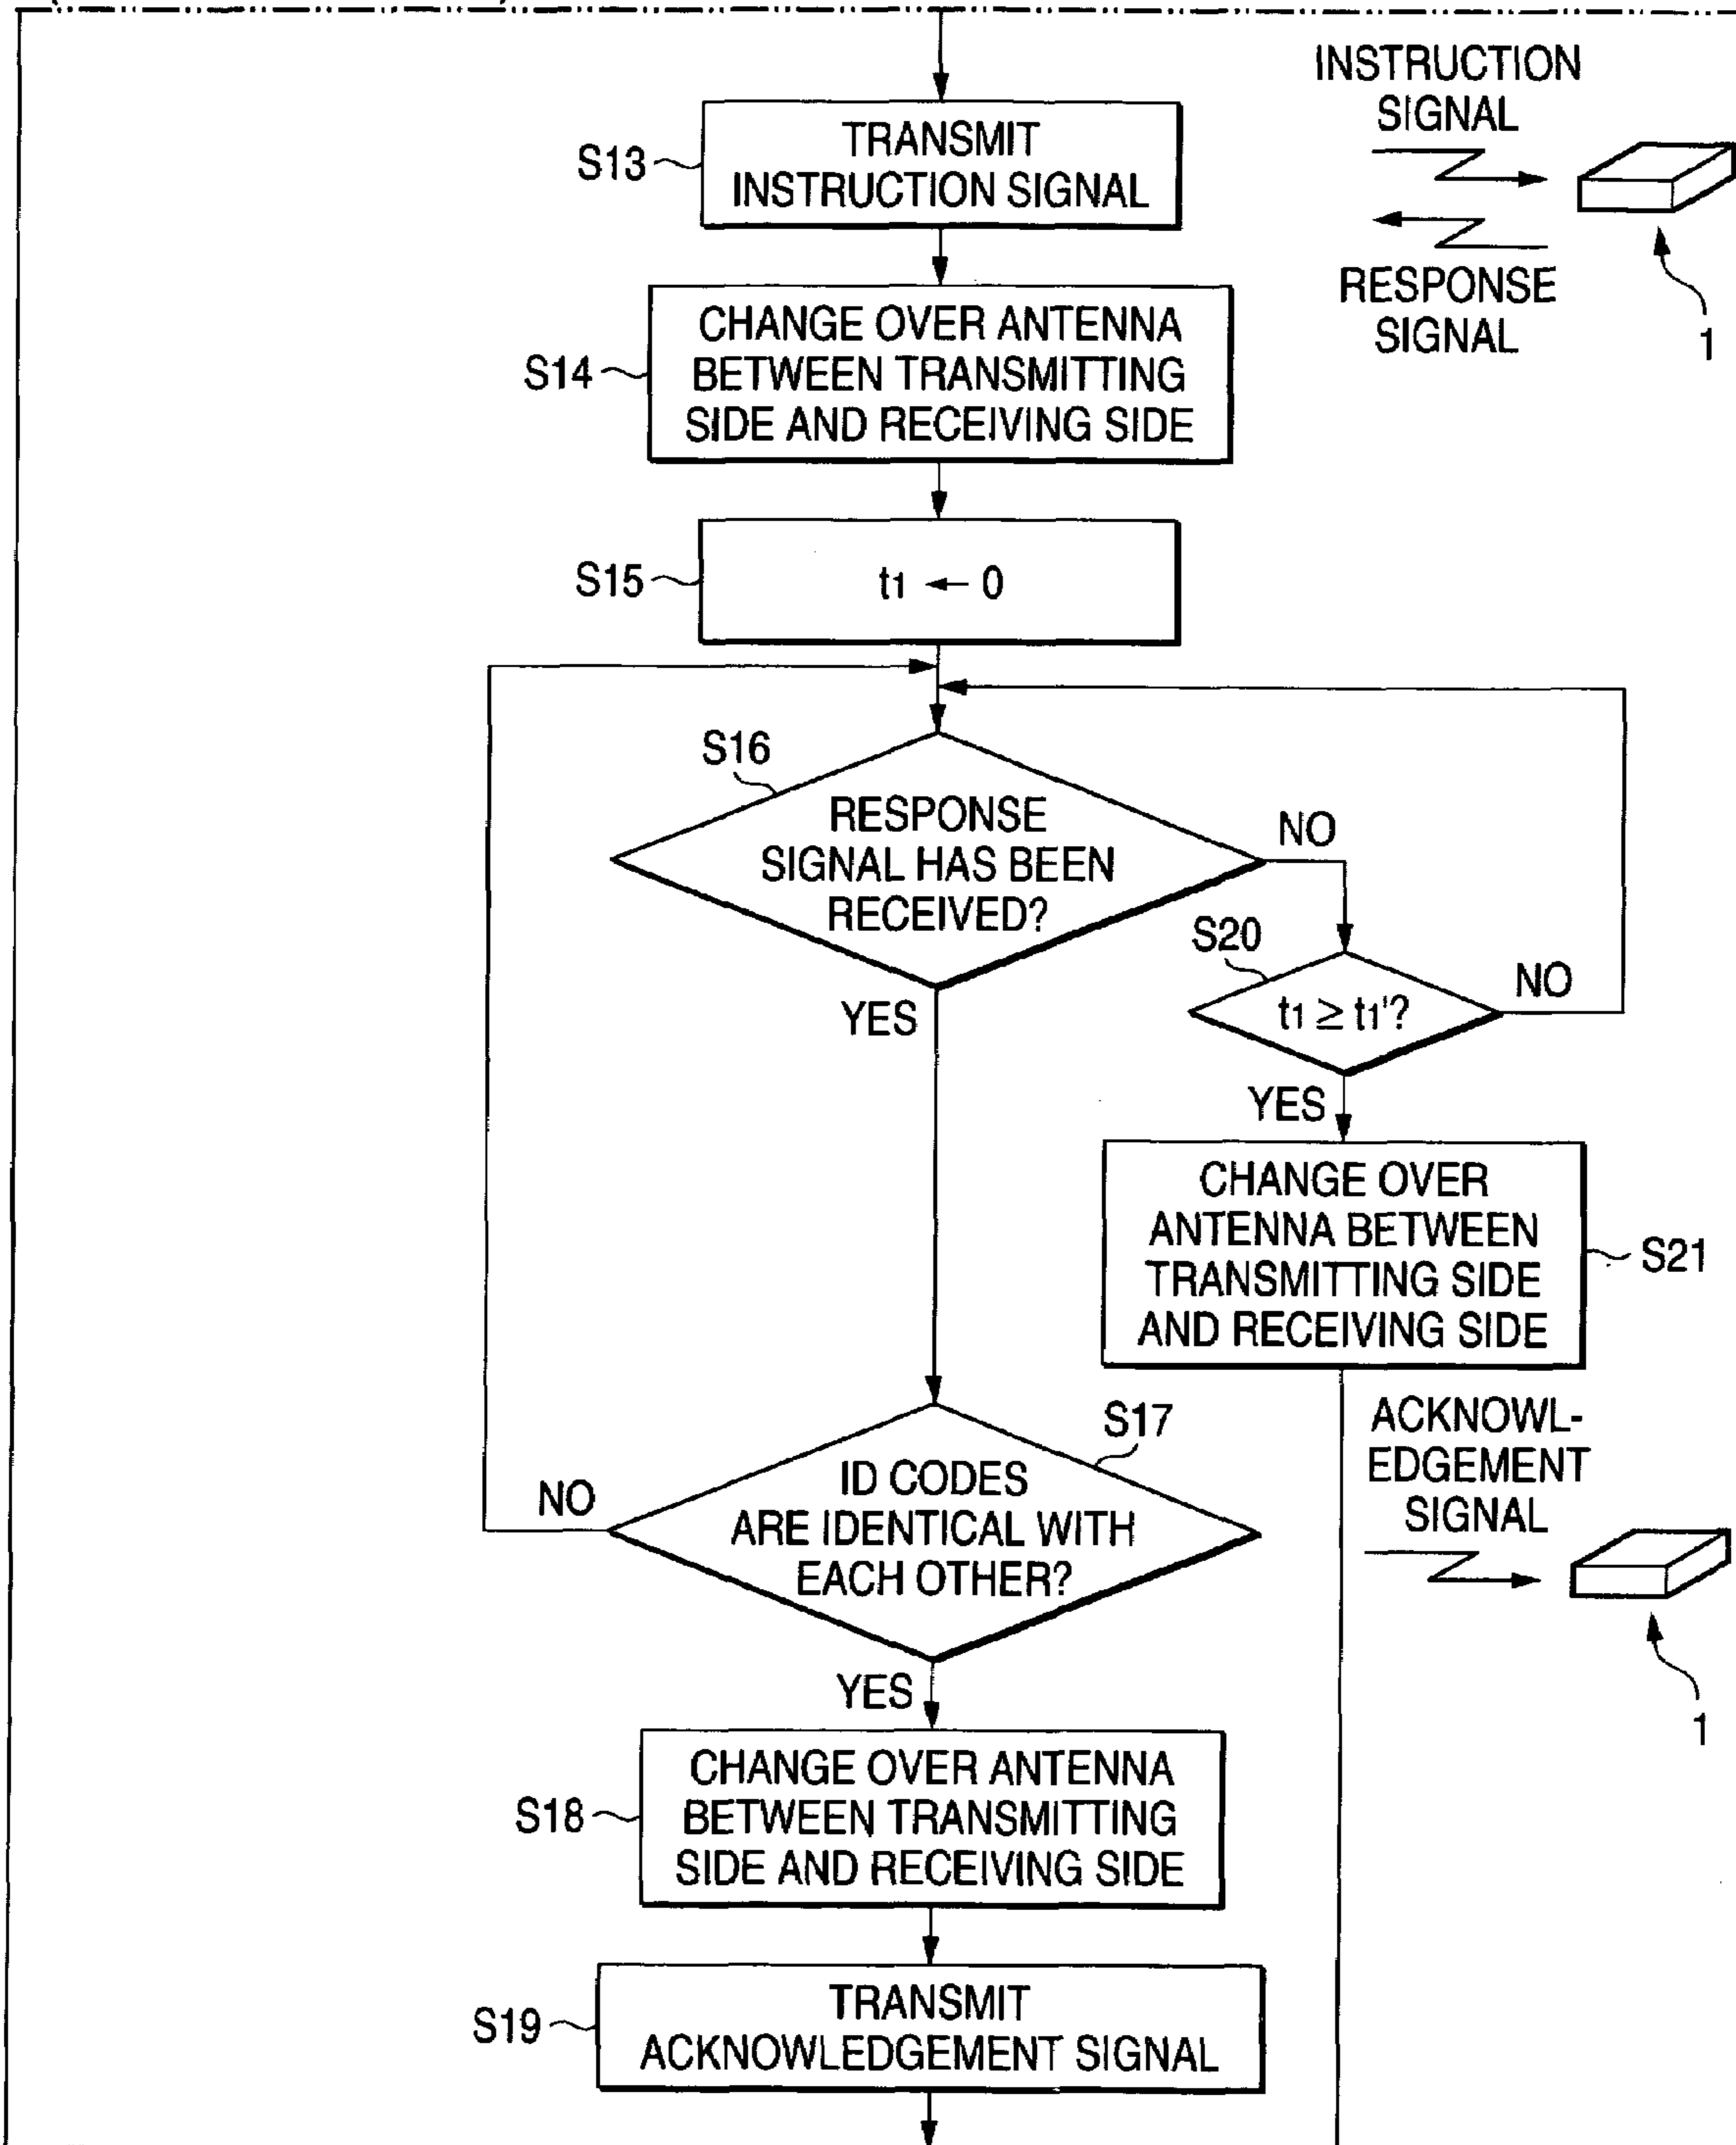 INSTRUCTION
SIGNAL
S13
TRANSMIT
INSTRUCTION SIGNAL
RESPONSE
SIGNAL
1
S14
CHANGE OVER ANTENNA
BETWEEN TRANSMITTING
SIDE AND RECEIVING SIDE
S15
t1 ← 0
S16
RESPONSE
SIGNAL HAS BEEN
RECEIVED?
NO
YES
S20
t1 ≥ t1'?
NO
YES
CHANGE OVER
ANTENNA BETWEEN
TRANSMITTING SIDE
AND RECEIVING SIDE
S21
S17
ID CODES
ARE IDENTICAL WITH
EACH OTHER?
NO
YES
ACKNOWL-
EDGEMENT
SIGNAL
1
S18
CHANGE OVER ANTENNA
BETWEEN TRANSMITTING
SIDE AND RECEIVING SIDE
S19
TRANSMIT
ACKNOWLEDGEMENT SIGNAL